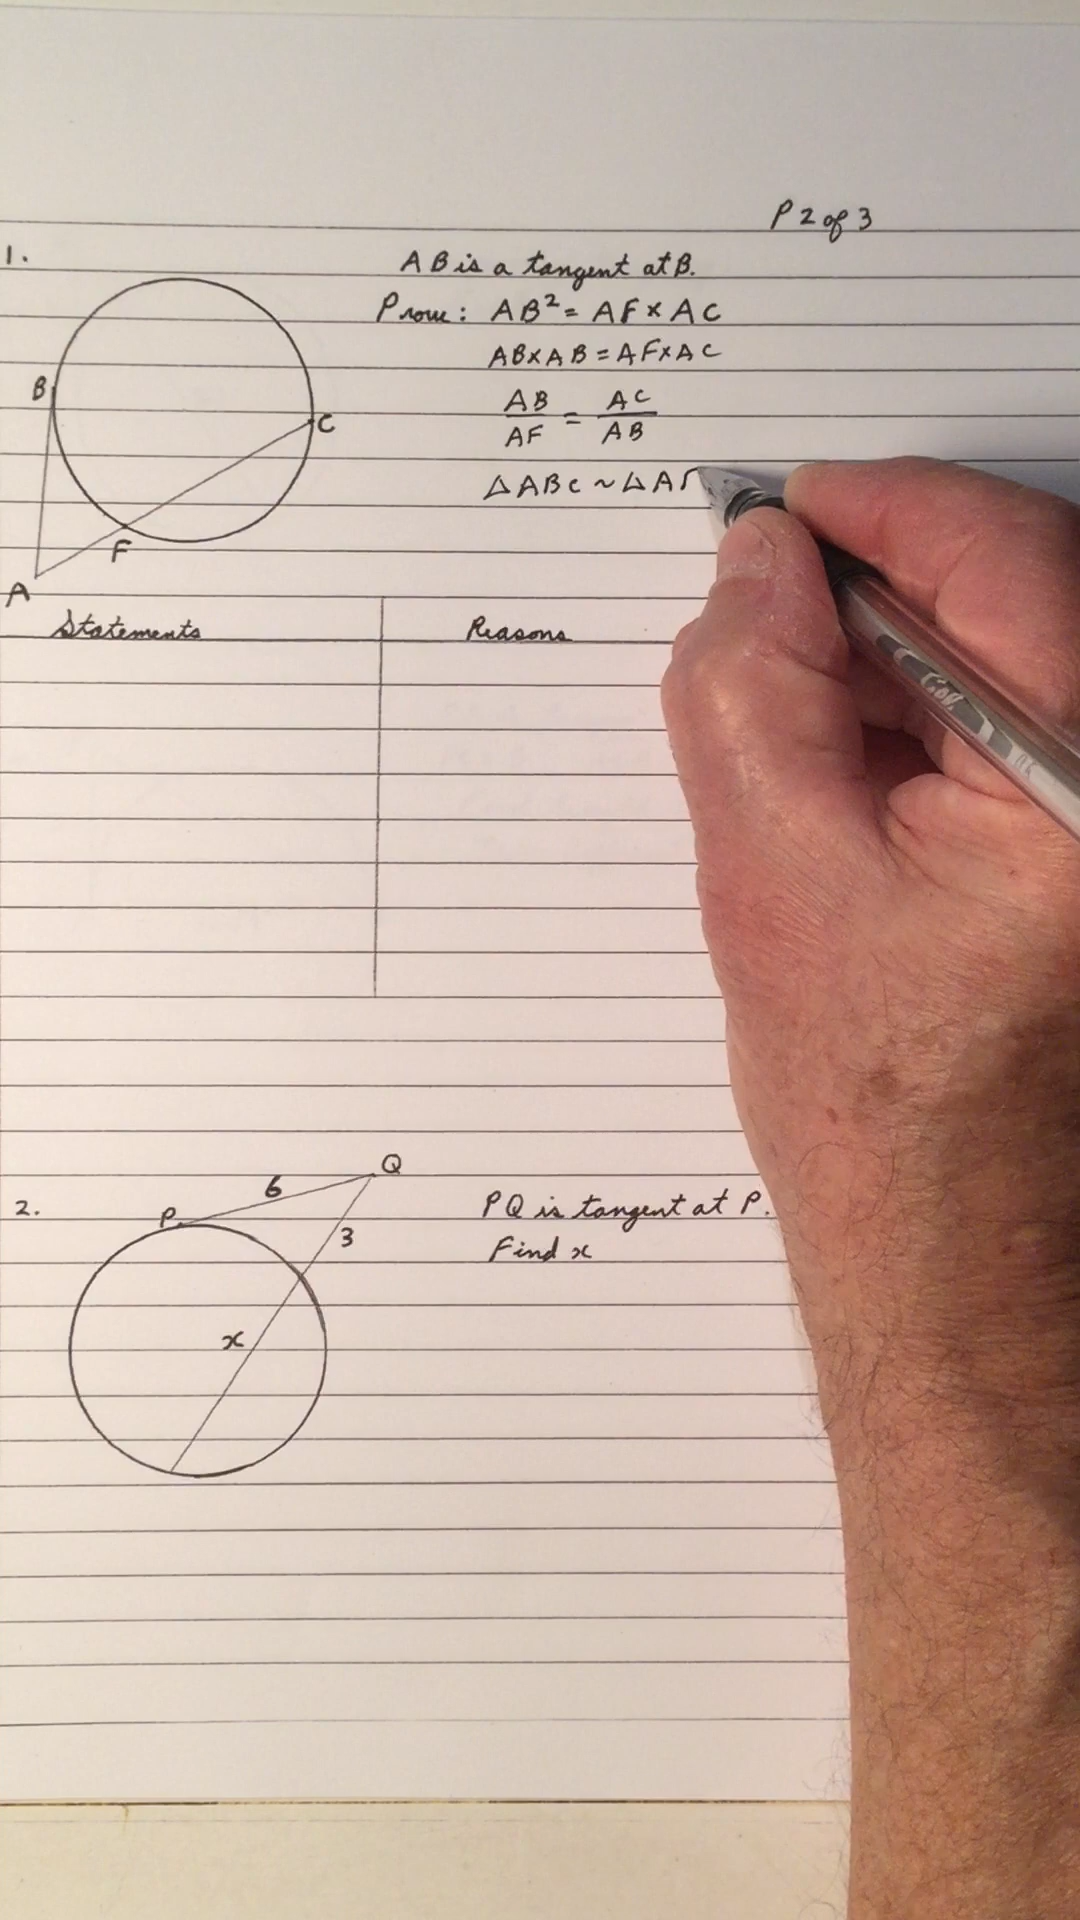 P 2 of 3
1.
AB is a tangent at B.
Prove: AB² = AF x AC
AB x AB = AF x AC
AB/AF = AC/AB
△ABC ~ △A
B
C
F
A
Statements
Reasons
2.
Q
6
P
3
x
PQ is tangent at P.
Find x